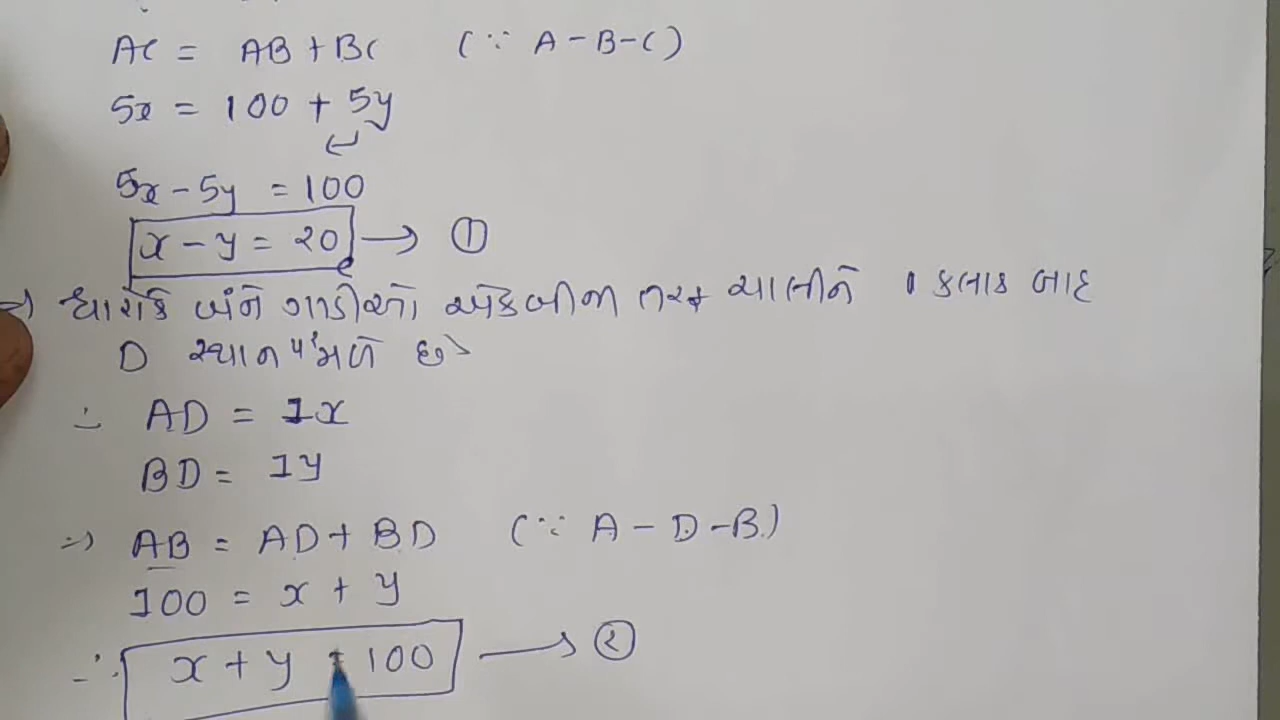 AC = AB + BC (∵ A - B - C)
5x = 100 + 5y
5x - 5y = 100
x - y = 20 → ①
⇒) ધારોકે બંને ગાડીઓ એકબીજા તરફ ચાલીને 1 કલાક બાદ
D સ્થાન પર મળે છે
∴ AD = 1x
BD = 1y
⇒) AB = AD + BD (∵ A - D - B)
100 = x + y
∴ x + y = 100 → ②